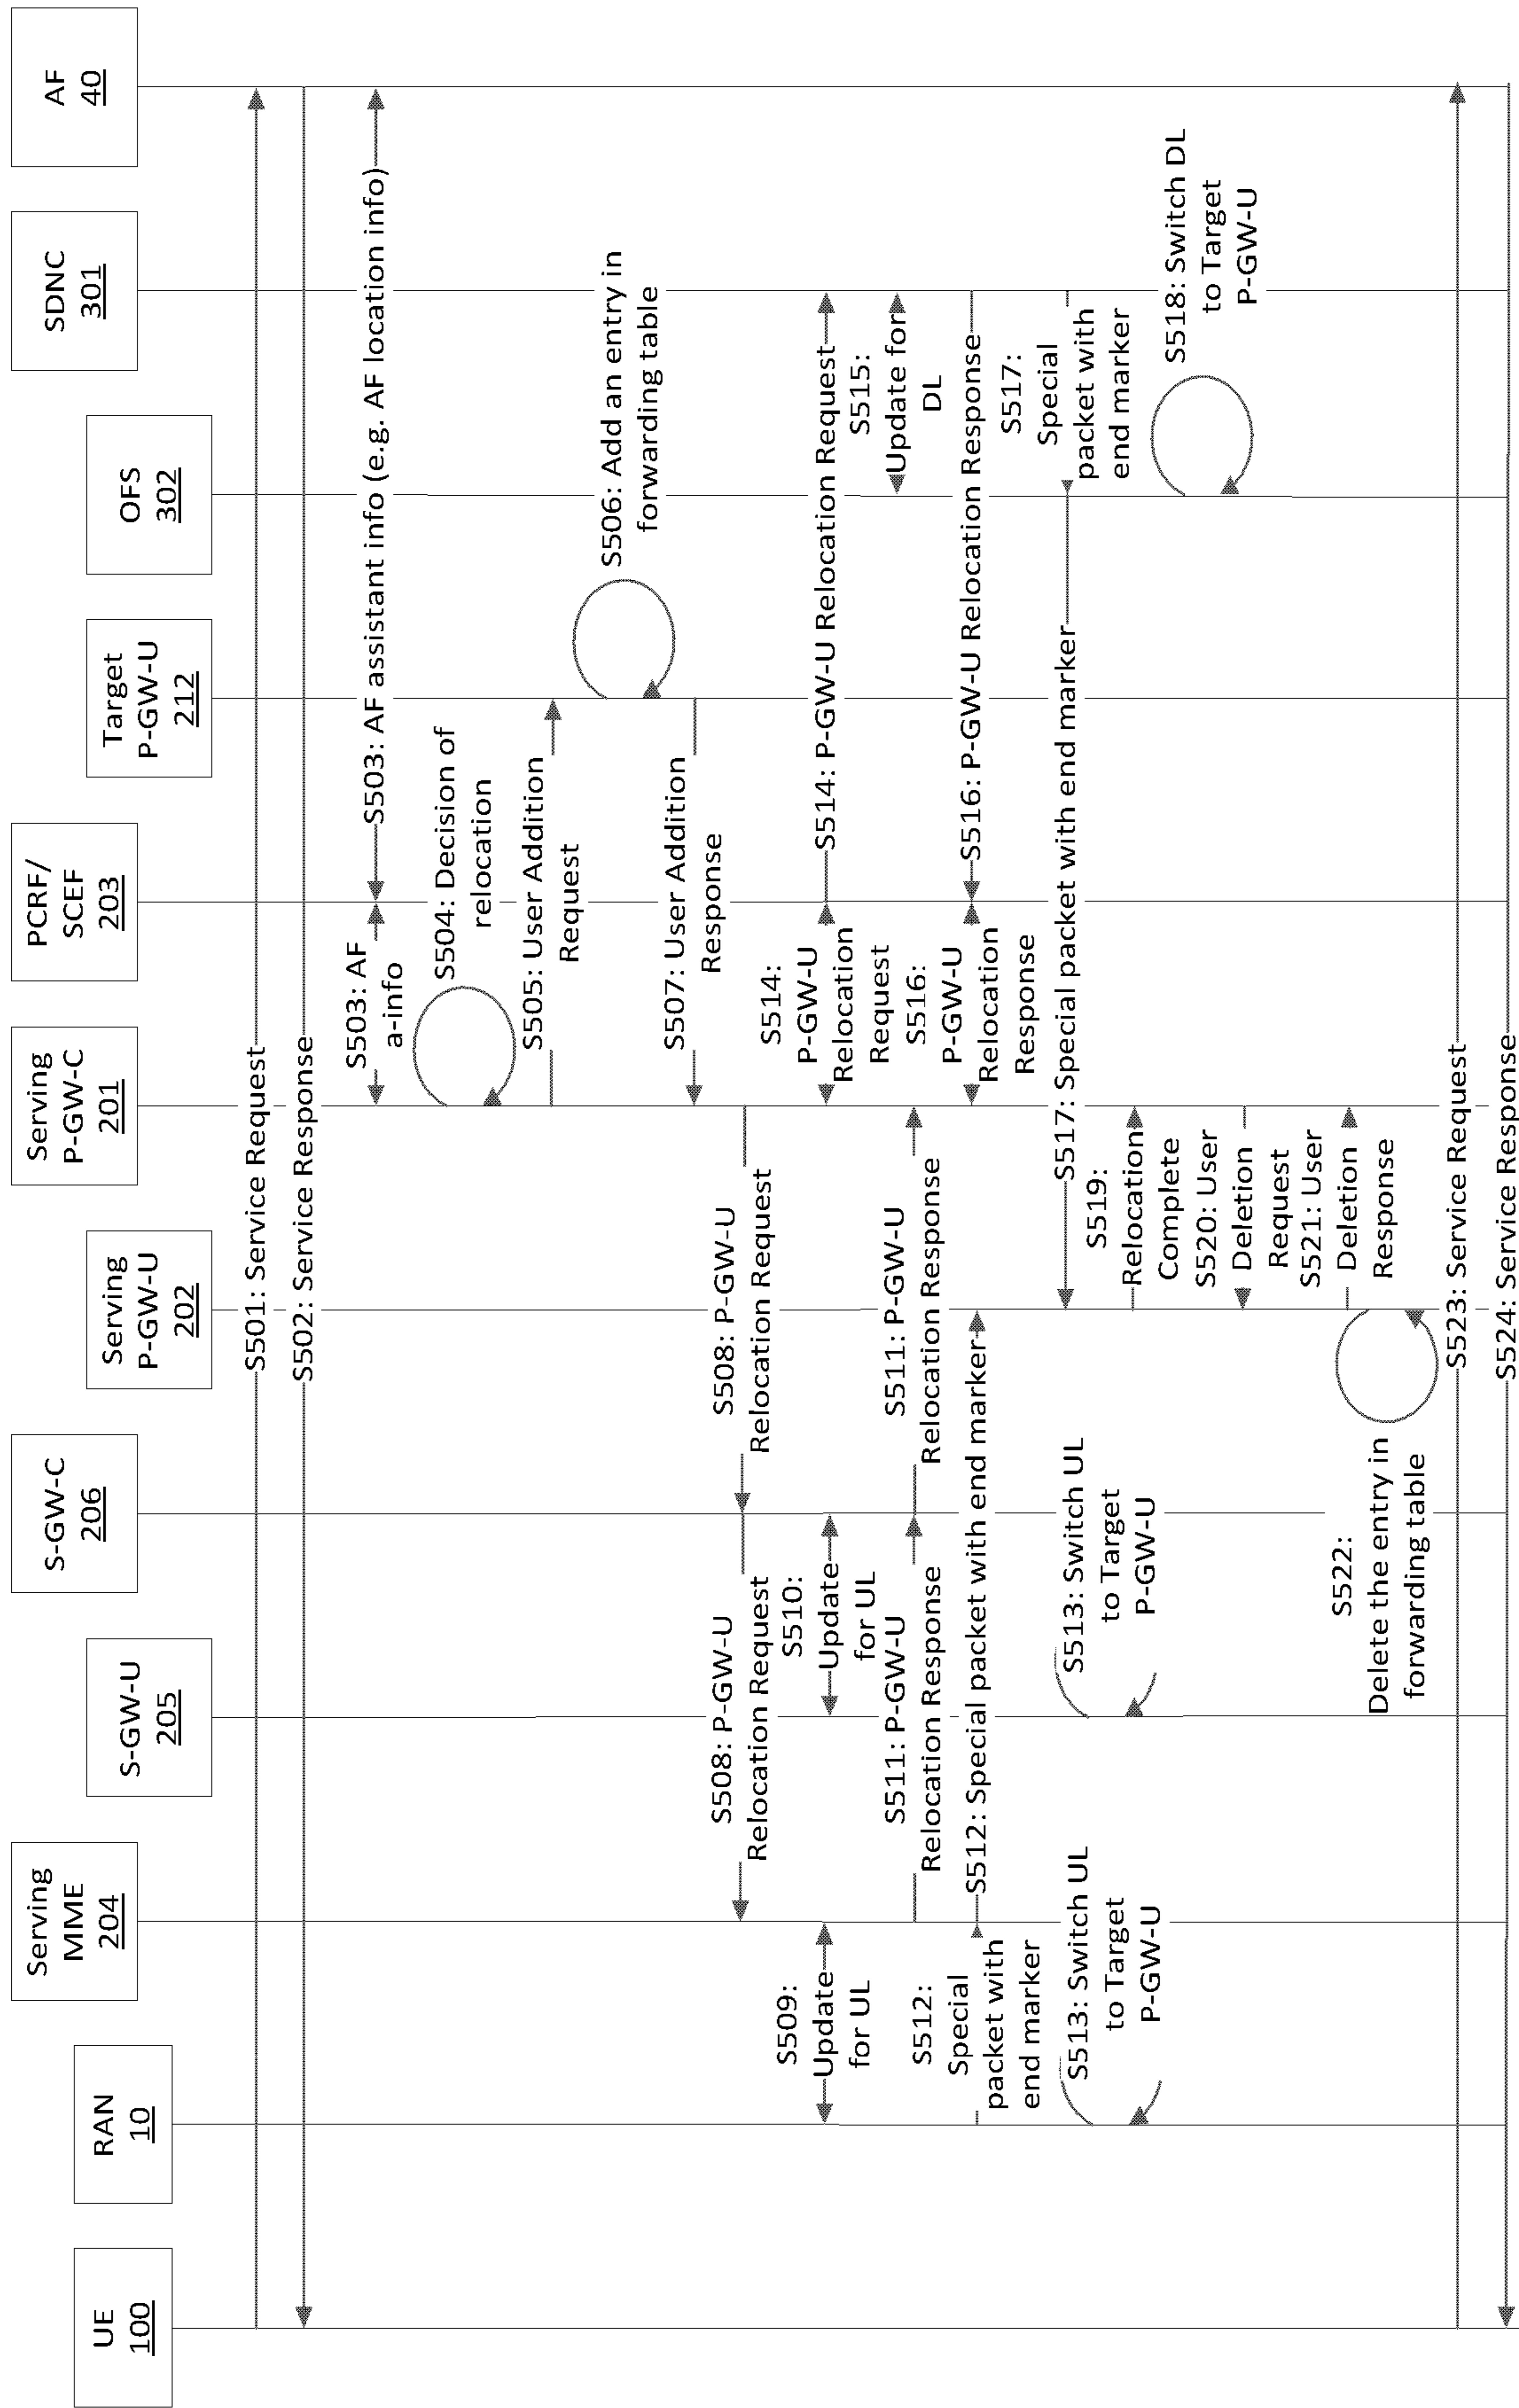 UE
100
RAN
10
Serving
MME
204
S-GW-U
205
S-GW-C
206
Serving
P-GW-U
202
Serving
P-GW-C
201
PCRF/
SCEF
203
Target
P-GW-U
212
OFS
302
SDNC
301
AF
40
S501: Service Request
S502: Service Response
S503: AF
a-info
S503: AF assistant info (e.g. AF location info)
S504: Decision of
relocation
S505: User Addition
Request
S506: Add an entry in
forwarding table
S507: User Addition
Response
S508: P-GW-U
Relocation Request
S508: P-GW-U
Relocation Request
S509:
Update
for UL
S510:
Update
for UL
S511: P-GW-U
Relocation Response
S511: P-GW-U
Relocation Response
S512:
Special
packet with
end marker
S512: Special packet with end marker
S513: Switch UL
to Target
P-GW-U
S513: Switch UL
to Target
P-GW-U
S514:
P-GW-U
Relocation
Request
S514: P-GW-U Relocation Request
S515:
Update for
DL
S516:
P-GW-U
Relocation
Response
S516: P-GW-U Relocation Response
S517:
Special
packet with
end marker
S517: Special packet with end marker
S518: Switch DL
to Target
P-GW-U
S519:
Relocation
Complete
S520: User
Deletion
Request
S521: User
Deletion
Response
S522:
Delete the entry in
forwarding table
S523: Service Request
S524: Service Response